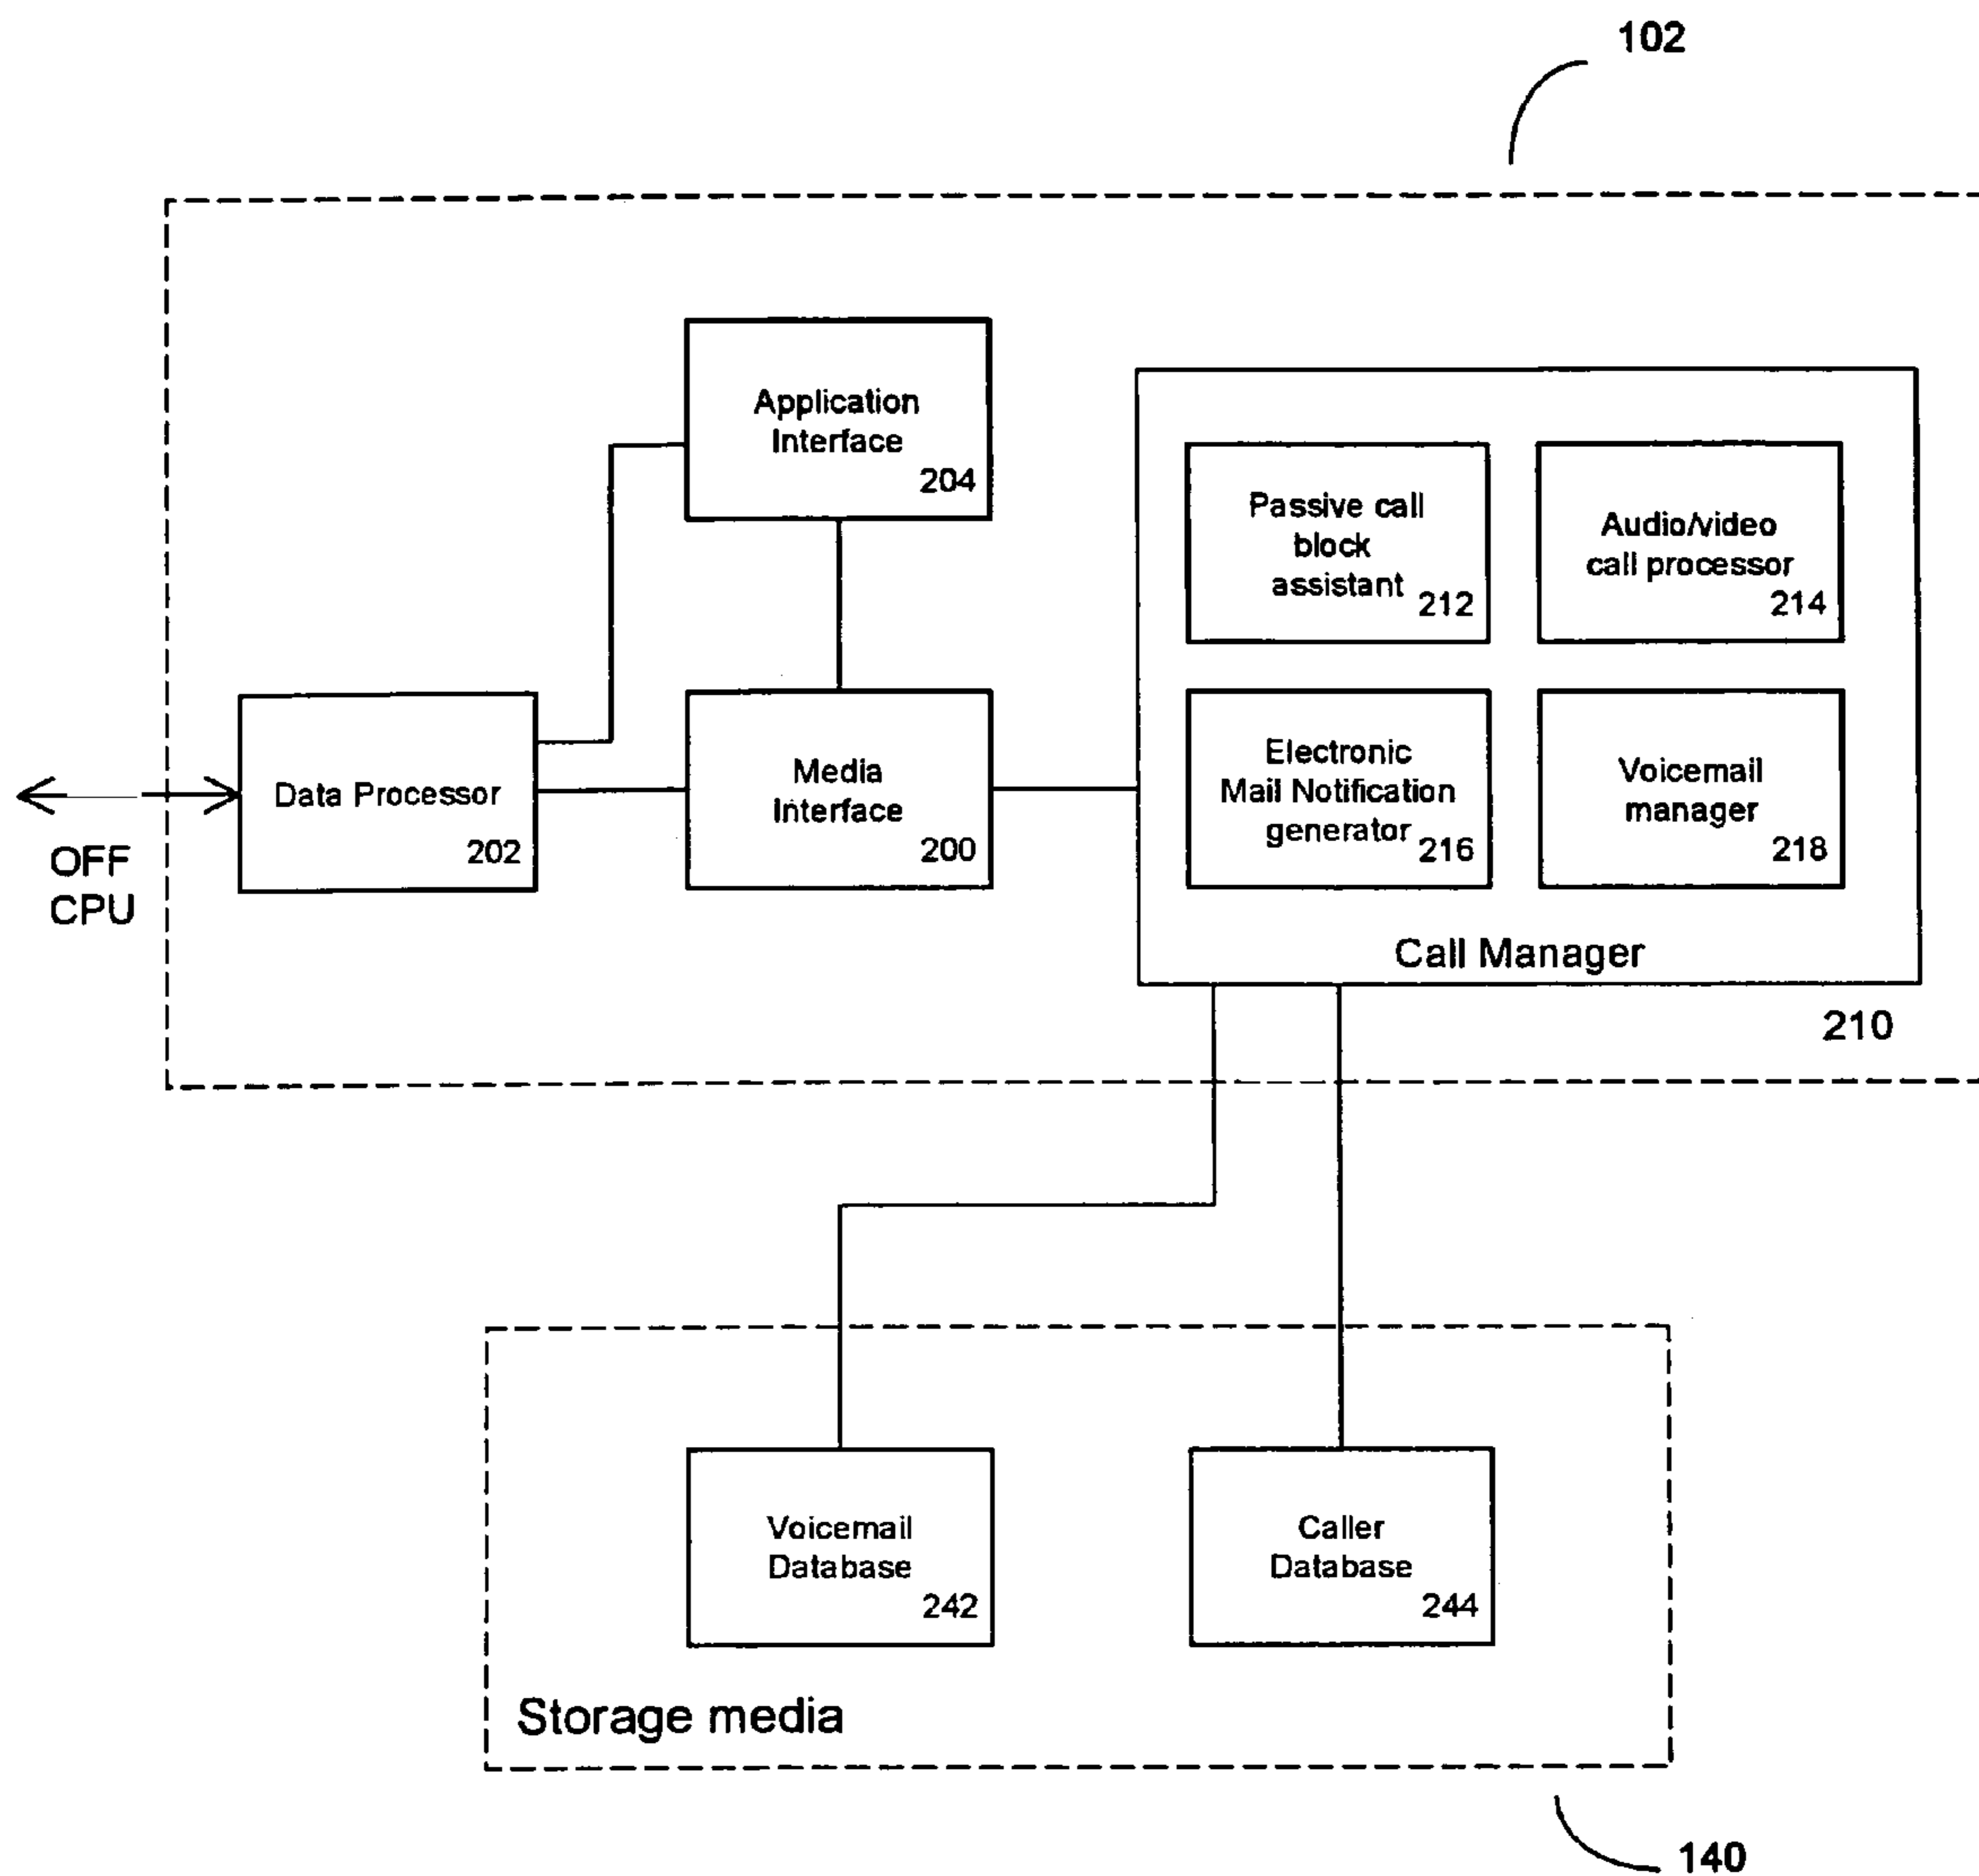 102
Application
Interface
204
Passive call
block
assistant 212
Audio/video
call processor
214
Data Processor
202
Media
Interface
200
Electronic
Mail Notification
generator 216
Voicemail
manager
218
OFF
CPU
Call Manager
210
Voicemail
Database
242
Caller
Database
244
Storage media
140